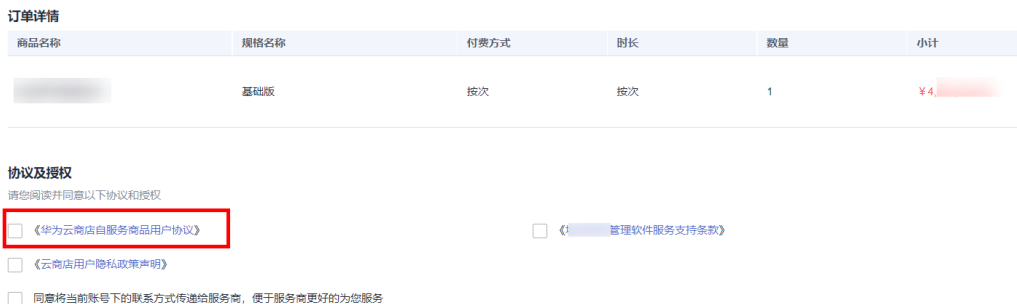 订单详情
商品名称 规格名称 付费方式 时长 数量 小计
基础版 按次 按次 1 ¥4,
协议及授权
请您阅读并同意以下协议和授权
《华为云商店自服务商品用户协议》 《 管理软件服务支持条款》
《云商店用户隐私政策声明》
同意将当前账号下的联系方式传递给服务商，便于服务商更好的为您服务